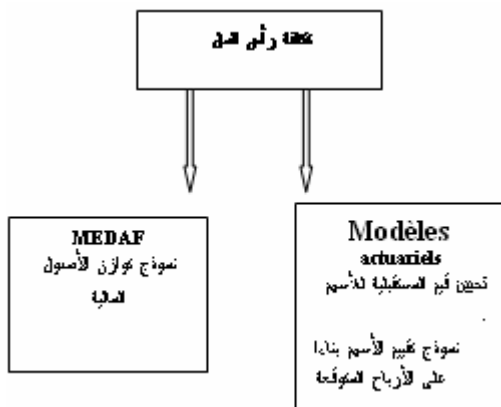 تكلفة رأس المال
MEDAF
نموذج توازن الأصول
المالية
Modèles
actuariels
تحيين قيم المستقبلية للأسهم
.
نموذج تقييم الأسهم بناءا
على الأرباح المتوقعة